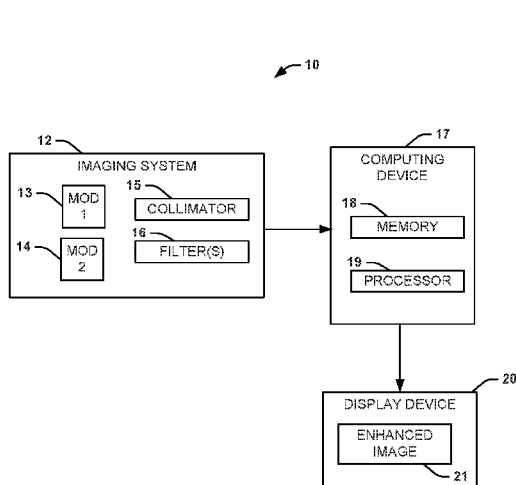 10
12
IMAGING SYSTEM
13
MOD
1
15
COLLIMATOR
14
MOD
2
16
FILTER(S)
17
COMPUTING
DEVICE
18
MEMORY
19
PROCESSOR
20
DISPLAY DEVICE
ENHANCED
IMAGE
21